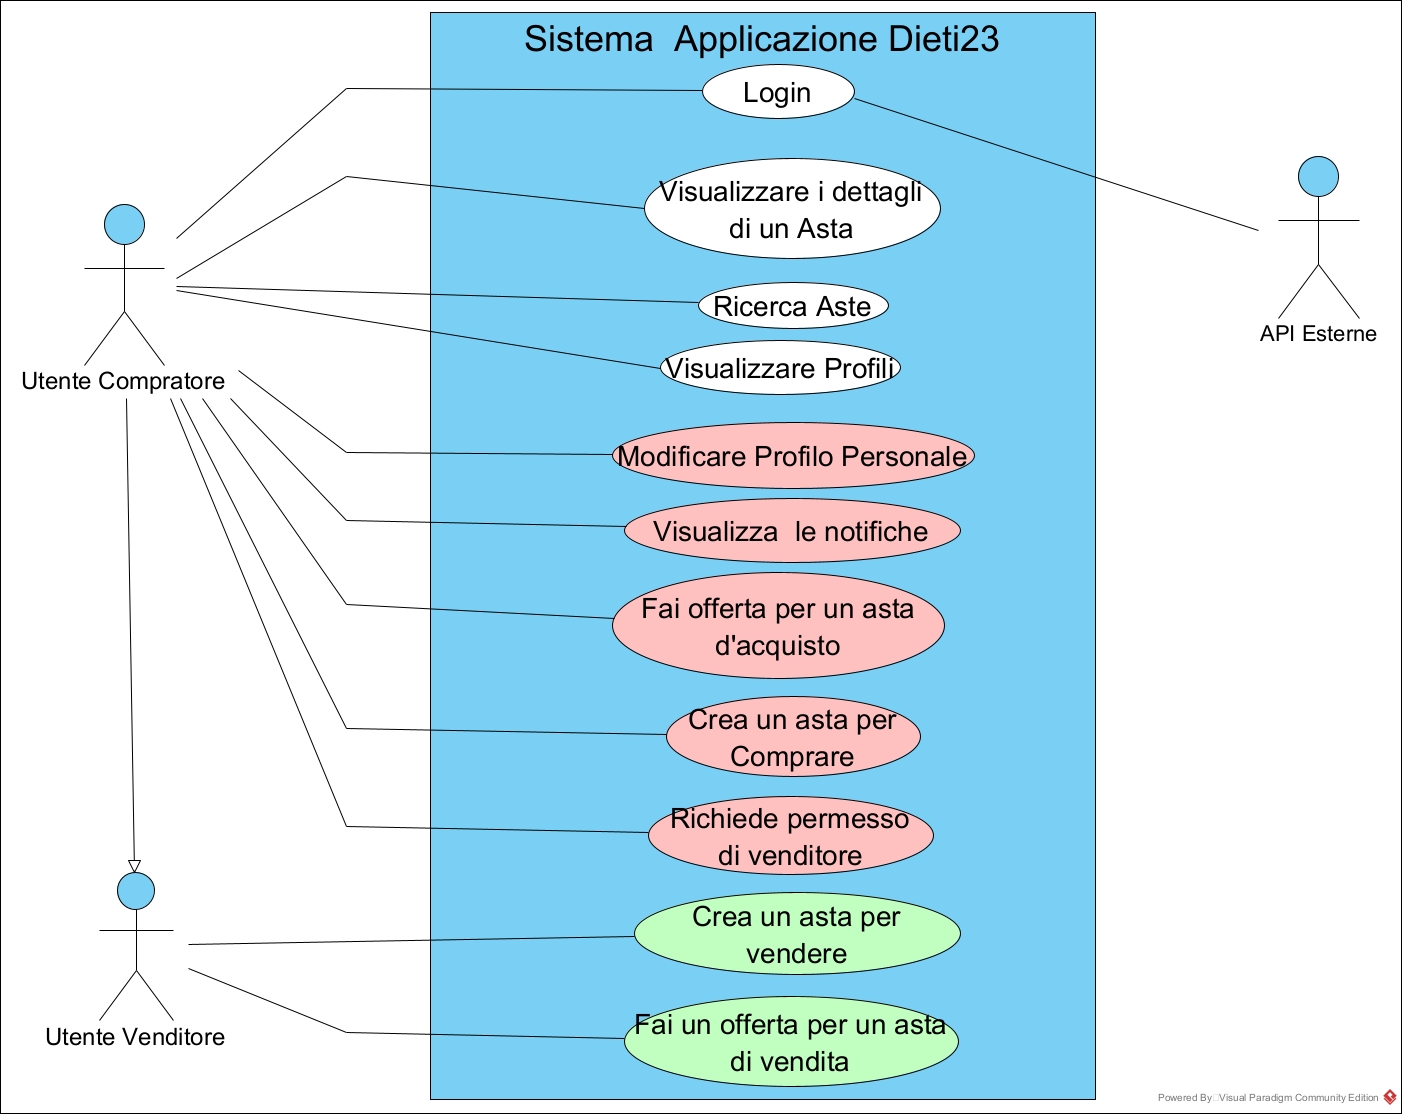 Sistema  Applicazione Dieti23
Login
Visualizzare i dettagli
di un Asta
Ricerca Aste
Visualizzare Profili
API Esterne
Utente Compratore
Modificare Profilo Personale
Visualizza  le notifiche
Fai offerta per un asta
d'acquisto
Crea un asta per
Comprare
Richiede permesso
di venditore
Crea un asta per
vendere
Utente Venditore
Fai un offerta per un asta
di vendita
Powered By Visual Paradigm Community Edition